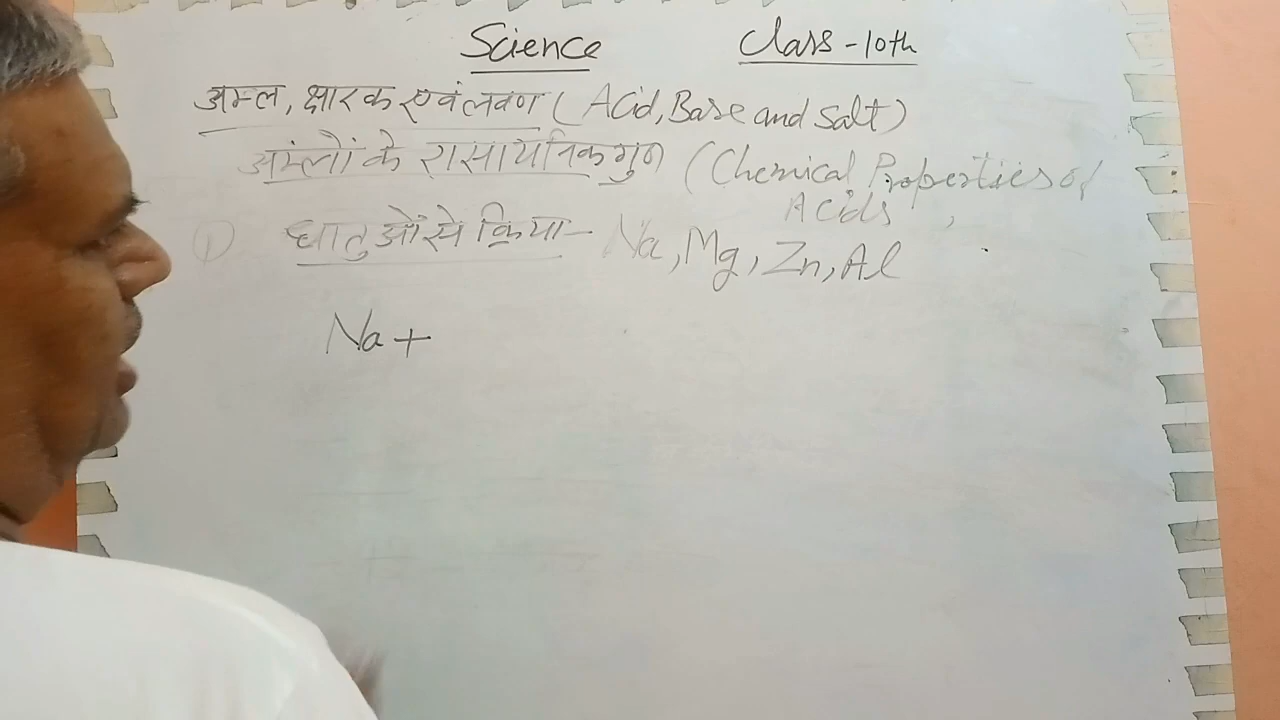 Science Class - 10th
अम्ल, क्षारक एवं लवण (Acid, Base and Salt)
अम्लों के रासायनिक गुण (Chemical Properties of
Acids
① धातुओं से क्रिया - Na, Mg, Zn, Al
Na +